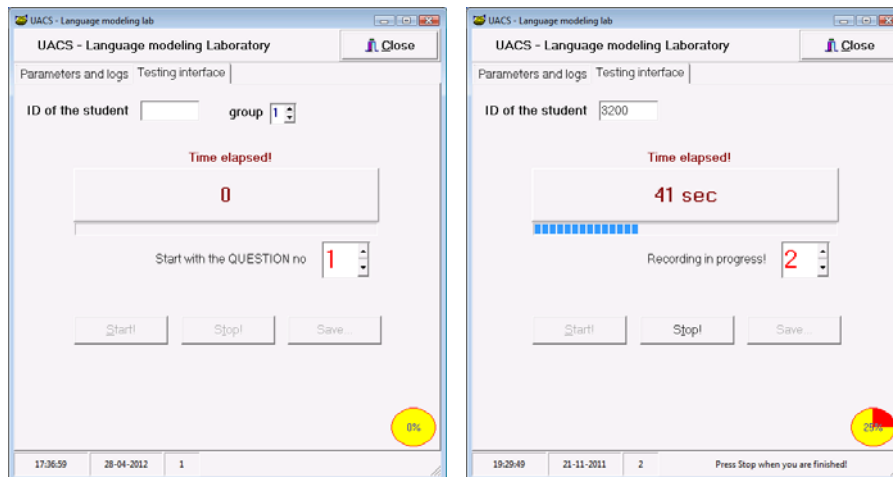 UACS - Language modeling lab
UACS - Language modeling Laboratory
Close
Parameters and logs Testing interface
ID of the student group 1
Time elapsed!
0
Start with the QUESTION no 1
Start! Stop! Save...
0%
17:36:59 28-04-2012 1
UACS - Language modeling lab
UACS - Language modeling Laboratory
Close
Parameters and logs Testing interface
ID of the student 3200
Time elapsed!
41 sec
Recording in progress! 2
Start! Stop! Save...
25%
19:29:49 21-11-2011 2 Press Stop when you are finished!